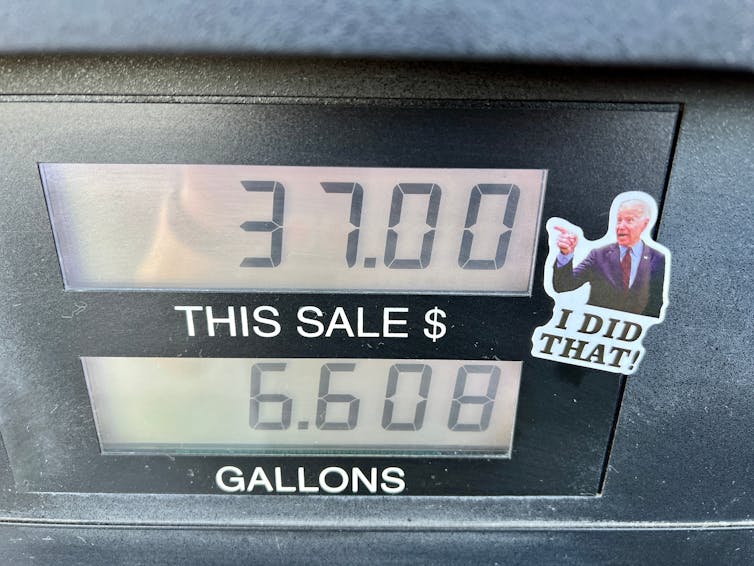 37.00
THIS SALE $
I DID
THAT!
6.608
GALLONS